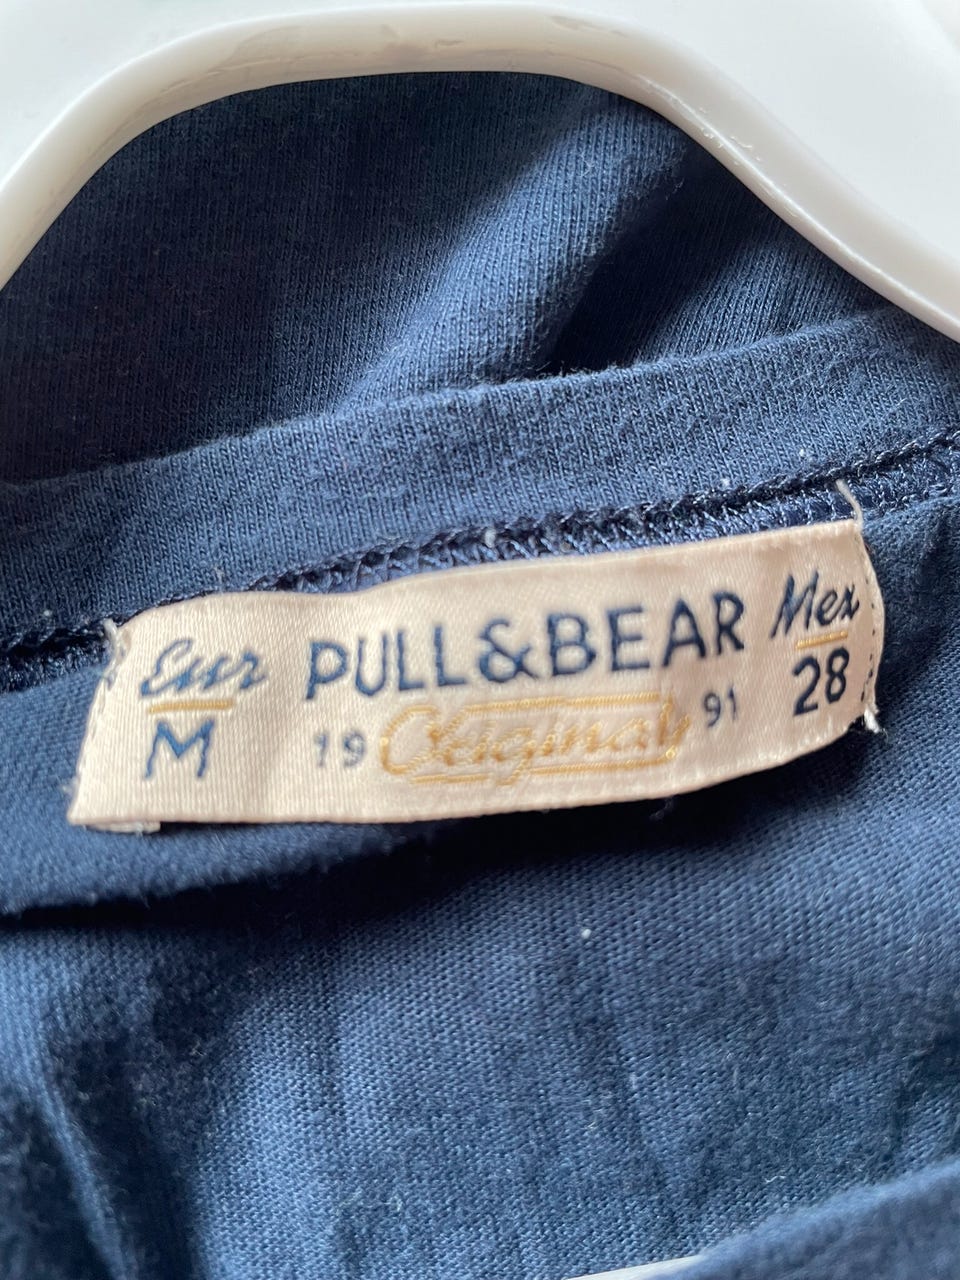 Eur PULL&BEAR Mex
M 19 Original 91 28